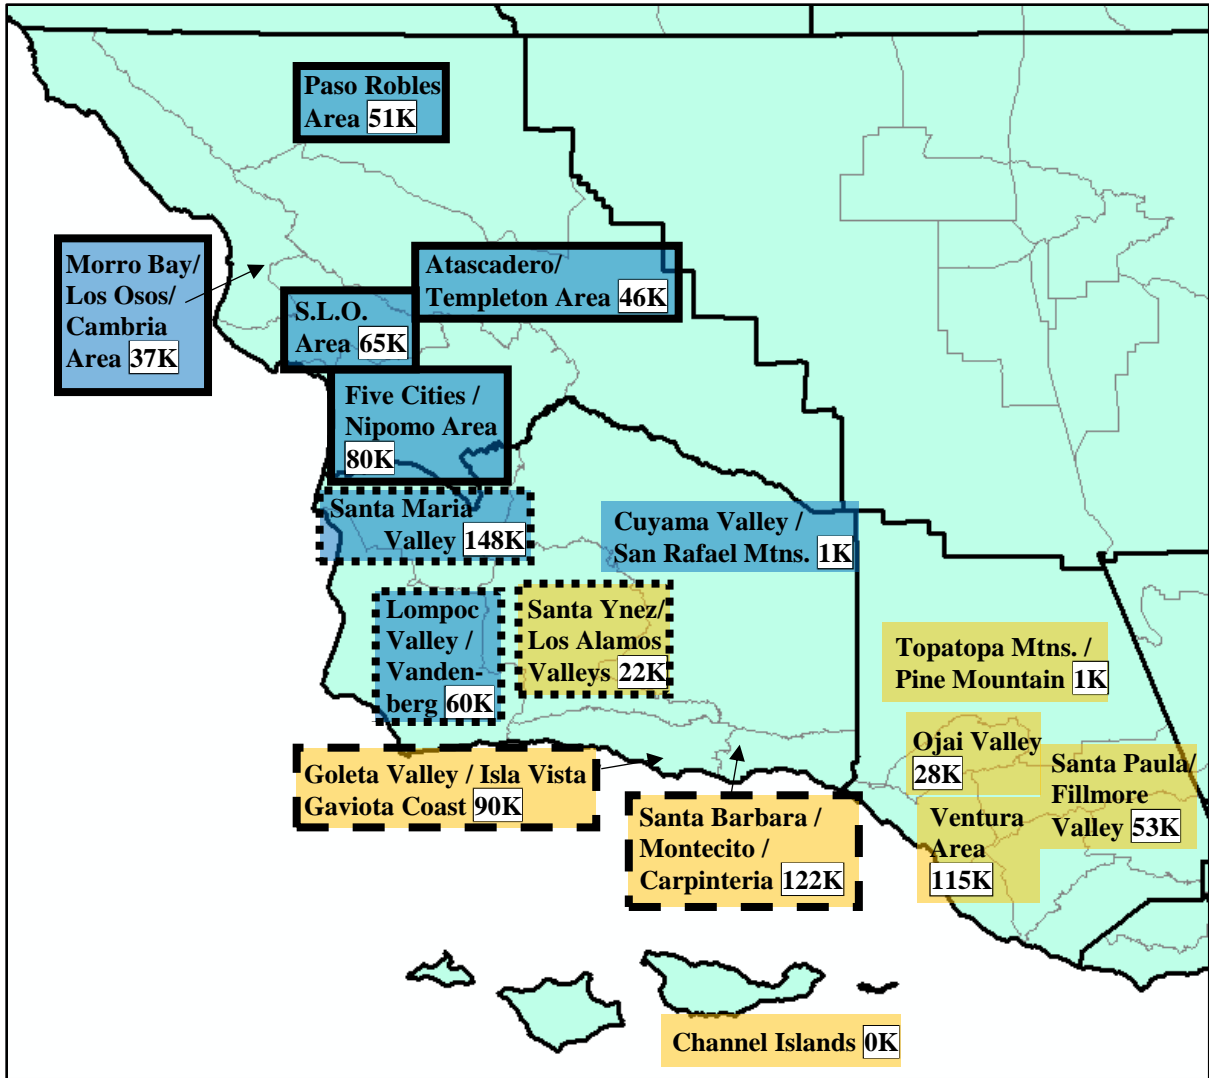 Paso Robles
Area 51K
Morro Bay/
Los Osos/
Cambria
Area 37K
Atascadero/
Templeton Area 46K
S.L.O.
Area 65K
Five Cities /
Nipomo Area
80K
Santa Maria
Valley 148K
Cuyama Valley /
San Rafael Mtns. 1K
Lompoc
Valley /
Vanden-
berg 60K
Santa Ynez/
Los Alamos
Valleys 22K
Topatopa Mtns. /
Pine Mountain 1K
Ojai Valley
28K
Santa Paula/
Fillmore
Valley 53K
Goleta Valley / Isla Vista
Gaviota Coast 90K
Santa Barbara /
Montecito /
Carpinteria 122K
Ventura
Area
115K
Channel Islands 0K